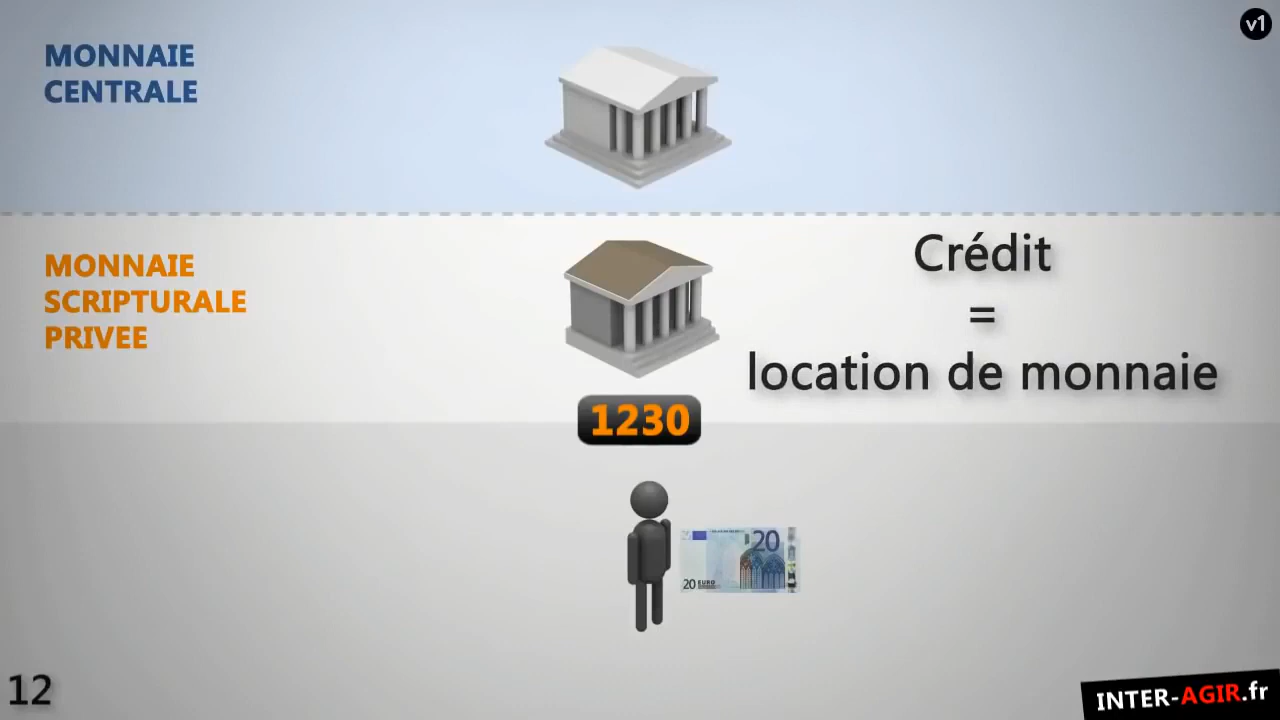 v1
MONNAIE
CENTRALE
MONNAIE
SCRIPTURALE
PRIVEE
Crédit
=
location de monnaie
1230
20
20 EURO
12
INTER-AGIR.fr